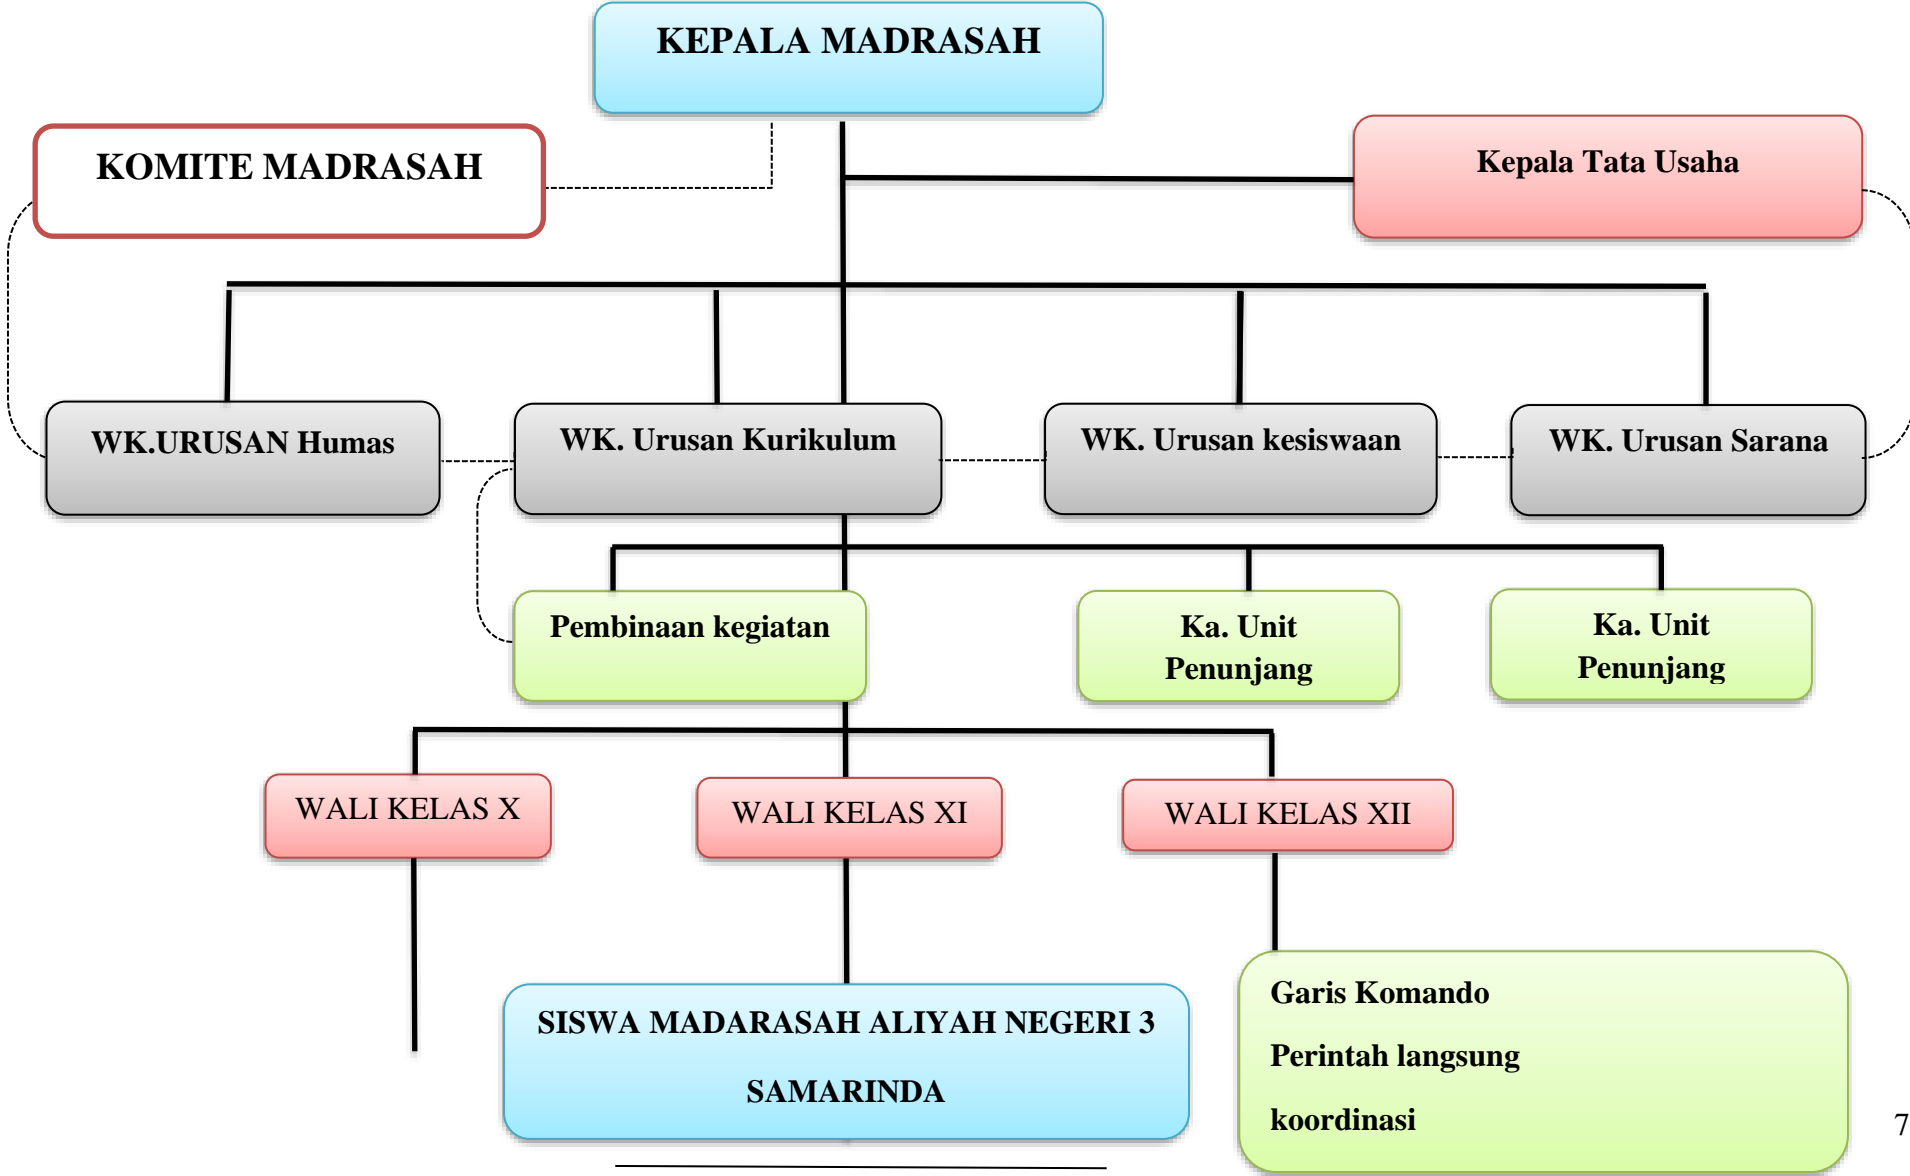 KEPALA MADRASAH
KOMITE MADRASAH
Kepala Tata Usaha
WK.URUSAN Humas
WK. Urusan Kurikulum
WK. Urusan kesiswaan
WK. Urusan Sarana
Pembinaan kegiatan
Ka. Unit
Penunjang
Ka. Unit
Penunjang
WALI KELAS X
WALI KELAS XI
WALI KELAS XII
SISWA MADARASAH ALIYAH NEGERI 3
SAMARINDA
Garis Komando
Perintah langsung
koordinasi
7